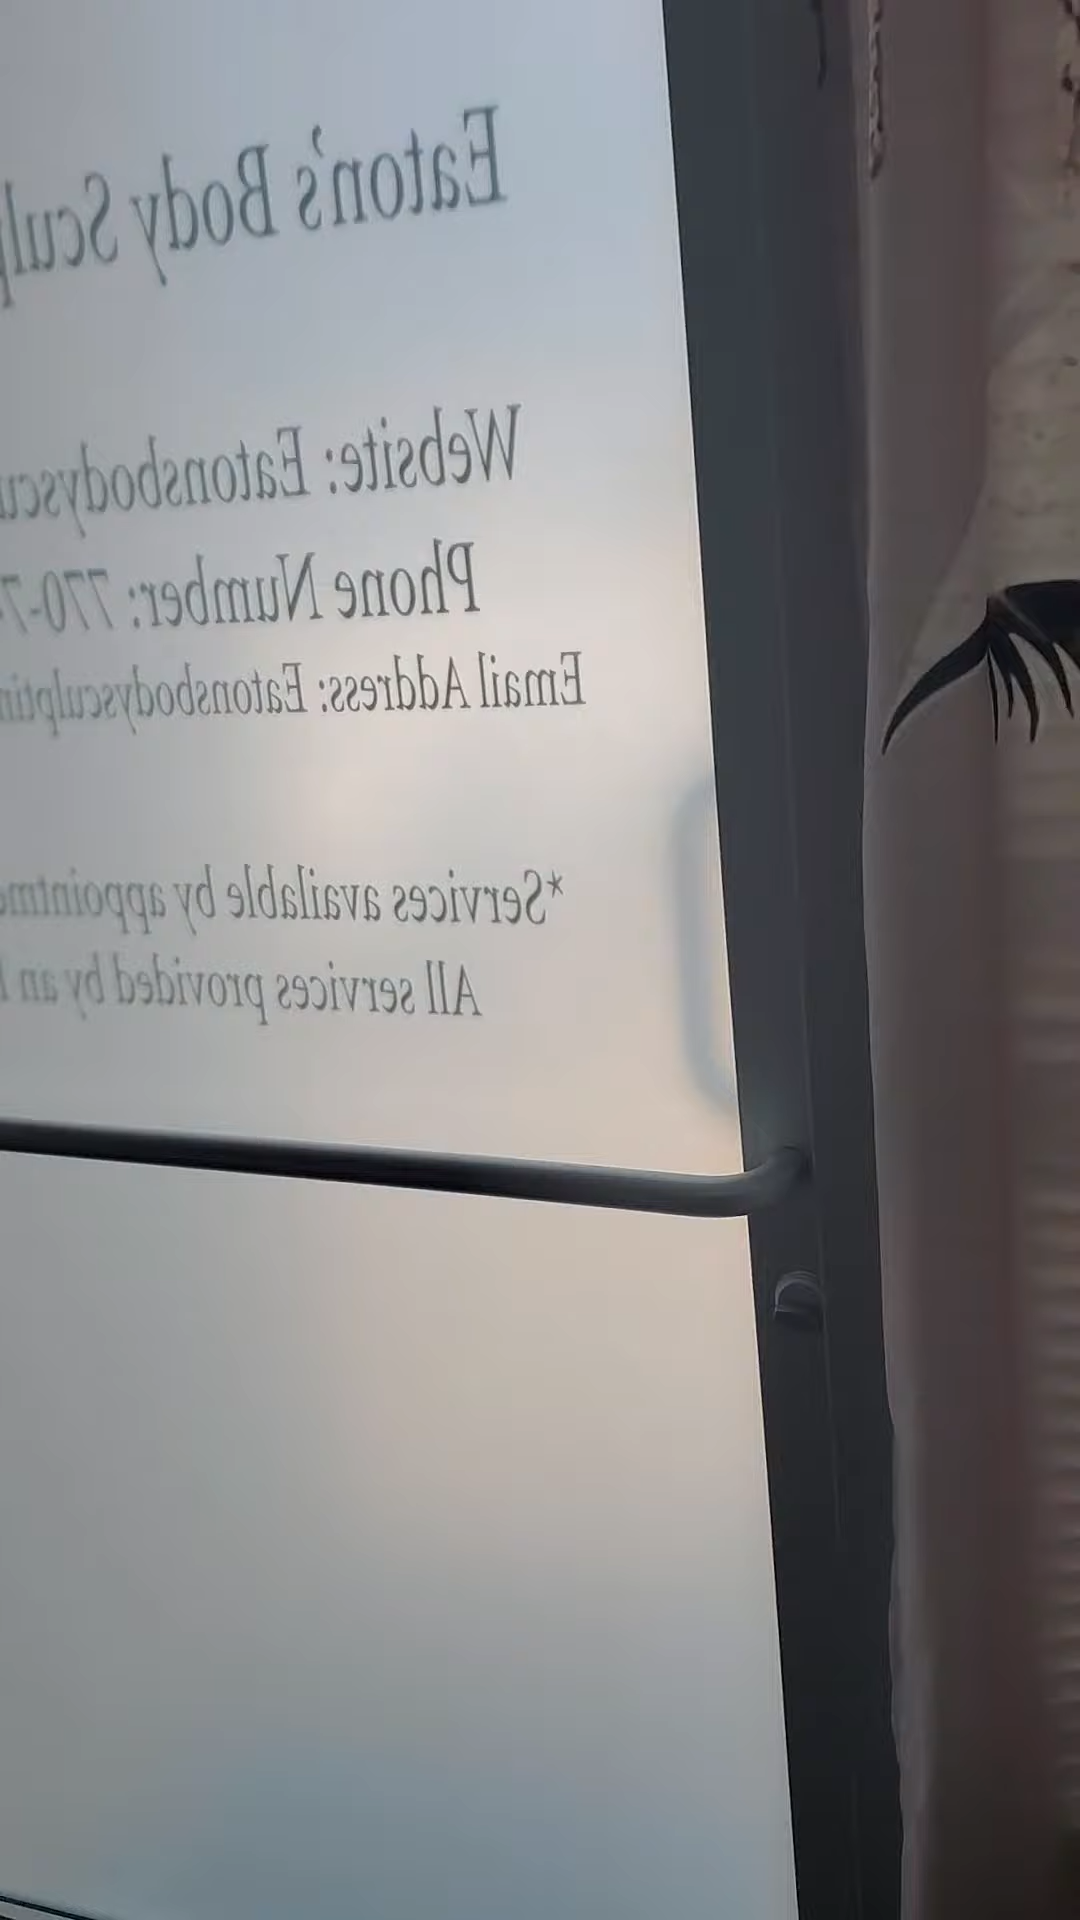 Eaton's Body Sculp
Website: Eatonsbodyscu
Phone Number: 770-7
Email Address: Eatonsbodysculptin
*Services available by appointme
All services provided by an